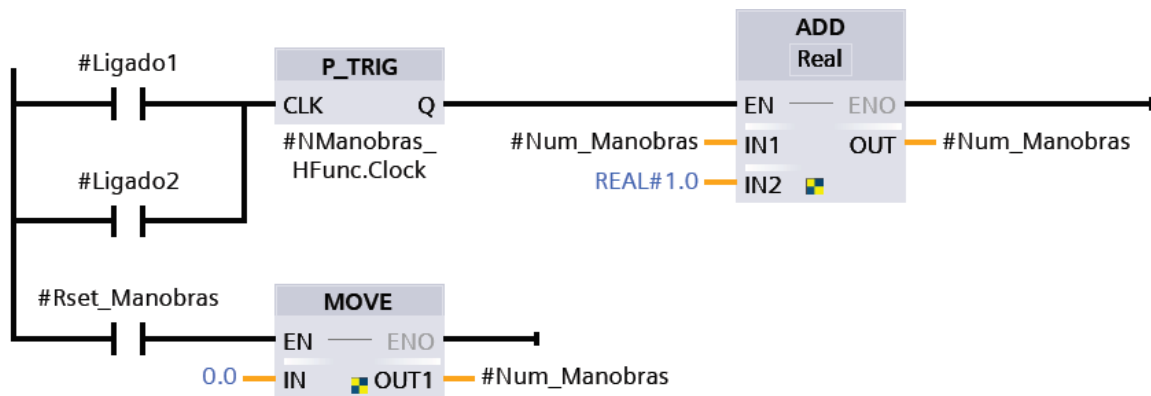 #Ligado1
P_TRIG
CLK Q
#NManobras_
HFunc.Clock
#Ligado2
ADD
Real
EN ENO
#Num_Manobras IN1 OUT #Num_Manobras
REAL#1.0 IN2
#Rset_Manobras
MOVE
EN ENO
0.0 IN OUT1 #Num_Manobras